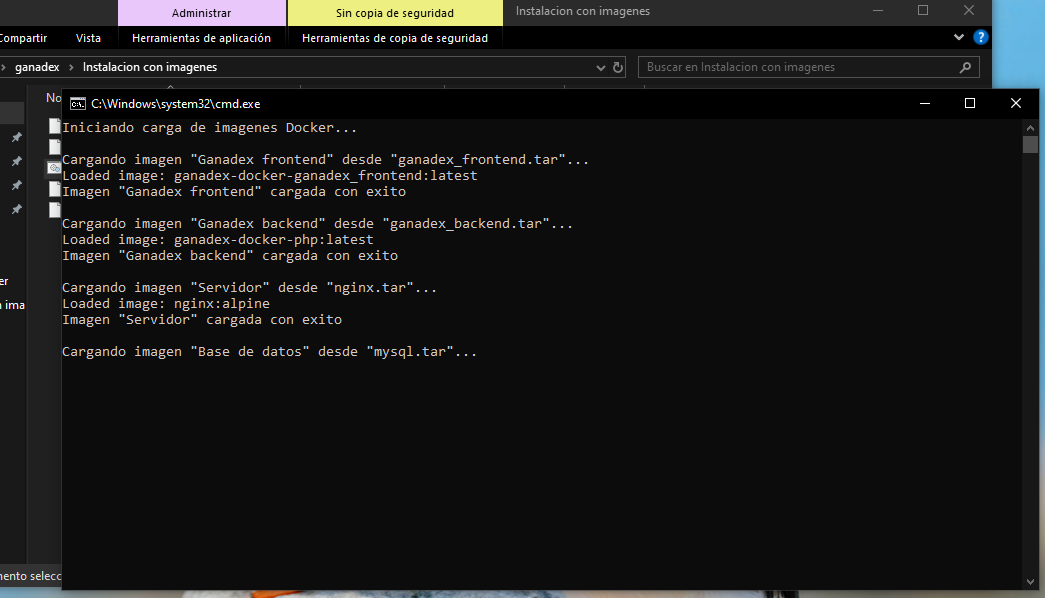 Administrar
Sin copia de seguridad
Instalacion con imagenes
Compartir
Vista
Herramientas de aplicación
Herramientas de copia de seguridad
ganadex > Instalacion con imagenes
Buscar en Instalacion con imagenes
C:\Windows\system32\cmd.exe
Iniciando carga de imagenes Docker...
Cargando imagen "Ganadex frontend" desde "ganadex_frontend.tar"...
Loaded image: ganadex-docker-ganadex_frontend:latest
Imagen "Ganadex frontend" cargada con exito
Cargando imagen "Ganadex backend" desde "ganadex_backend.tar"...
Loaded image: ganadex-docker-php:latest
Imagen "Ganadex backend" cargada con exito
Cargando imagen "Servidor" desde "nginx.tar"...
Loaded image: nginx:alpine
Imagen "Servidor" cargada con exito
Cargando imagen "Base de datos" desde "mysql.tar"...